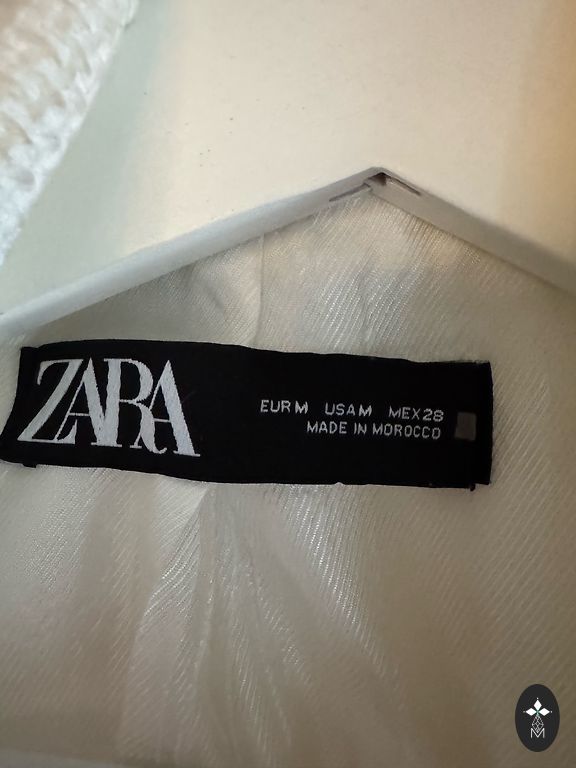 ZARA
EUR M USA M MEX 28
MADE IN MOROCCO
M